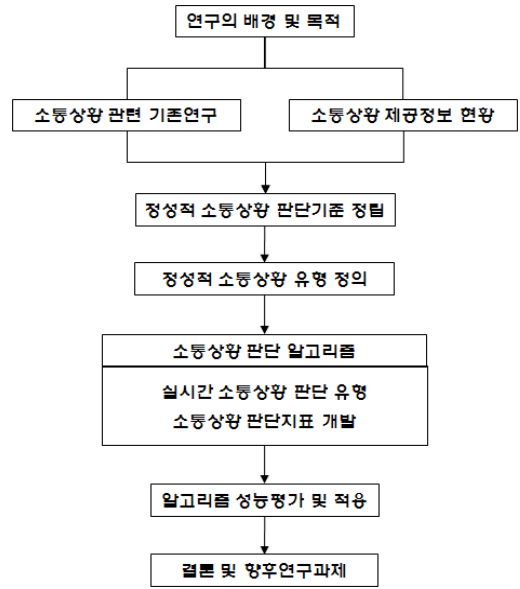 연구의 배경 및 목적
소통상황 관련 기존연구
소통상황 제공정보 현황
정성적 소통상황 판단기준 정립
정성적 소통상황 유형 정의
소통상황 판단 알고리즘
실시간 소통상황 판단 유형
소통상황 판단지표 개발
알고리즘 성능평가 및 적용
결론 및 향후연구과제